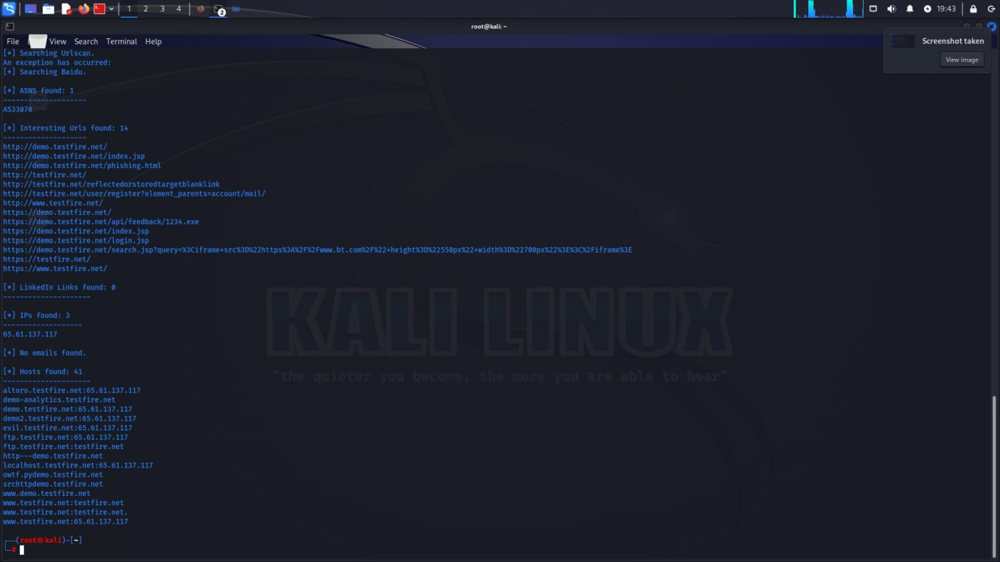 1 2 3 4 2 19:43
root@kali: ~
File View Search Terminal Help
Screenshot taken
View image
[*] Searching Urlscan.
An exception has occurred:
[*] Searching Baidu.
[*] ASNS found: 1
--------------------
AS33070
[*] Interesting Urls found: 14
--------------------
http://demo.testfire.net/
http://demo.testfire.net/index.jsp
http://demo.testfire.net/phishing.html
http://testfire.net/
http://testfire.net/reflectedorstoredtargetblanklink
http://testfire.net/user/register?element_parents=account/mail/
http://www.testfire.net/
https://demo.testfire.net/
https://demo.testfire.net/api/feedback/1234.exe
https://demo.testfire.net/index.jsp
https://demo.testfire.net/login.jsp
https://demo.testfire.net/search.jsp?query=%3Ciframe+src%3D%22https%3A%2F%2Fwww.bt.com%2F%22+height%3D%22550px%22+width%3D%22700px%22%3E%3C%2Fiframe%3E
https://testfire.net/
https://www.testfire.net/
[*] LinkedIn Links found: 0
---------------------
[*] IPs found: 3
-------------------
65.61.137.117
[*] No emails found.
[*] Hosts found: 41
---------------------
altoro.testfire.net:65.61.137.117
demo-analytics.testfire.net
demo.testfire.net:65.61.137.117
demo2.testfire.net:65.61.137.117
evil.testfire.net:65.61.137.117
ftp.testfire.net:65.61.137.117
ftp.testfire.net:testfire.net
http---demo.testfire.net
localhost.testfire.net:65.61.137.117
owtf.pydemo.testfire.net
srchttpdemo.testfire.net
www.demo.testfire.net
www.testfire.net:testfire.net
www.testfire.net:testfire.net.
www.testfire.net:65.61.137.117
(root㉿kali)-[~]
#
KALI LINUX
"the quieter you become, the more you are able to hear"